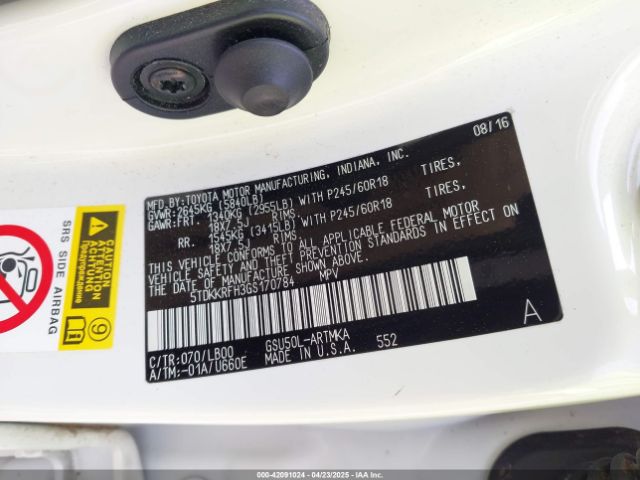 08/16
MFD.BY:TOYOTA MOTOR MANUFACTURING, INDIANA, INC.
GVWR:2645KG (5840LB)
GAWR:FRT. 1340KG (2955LB) WITH P245/60R18 TIRES,
18X7.5J RIMS,
RR. 1545KG (3415LB) WITH P245/60R18 TIRES,
18X7.5J RIMS
THIS VEHICLE CONFORMS TO ALL APPLICABLE FEDERAL MOTOR
VEHICLE SAFETY AND THEFT PREVENTION STANDARDS IN EFFECT ON
THE DATE OF MANUFACTURE SHOWN ABOVE.
5TDKKRFH3GS170784 MPV
C/TR:070/LB00 GSU50L-ARTMKA
A/TM:-01A/U660E MADE IN U.S.A. 552
A
SRS SIDE AIRBAG
CAUTION
ACHTUNG
Предупреждение
9
000-42091024 - 04/23/2025 - IAAI.COM